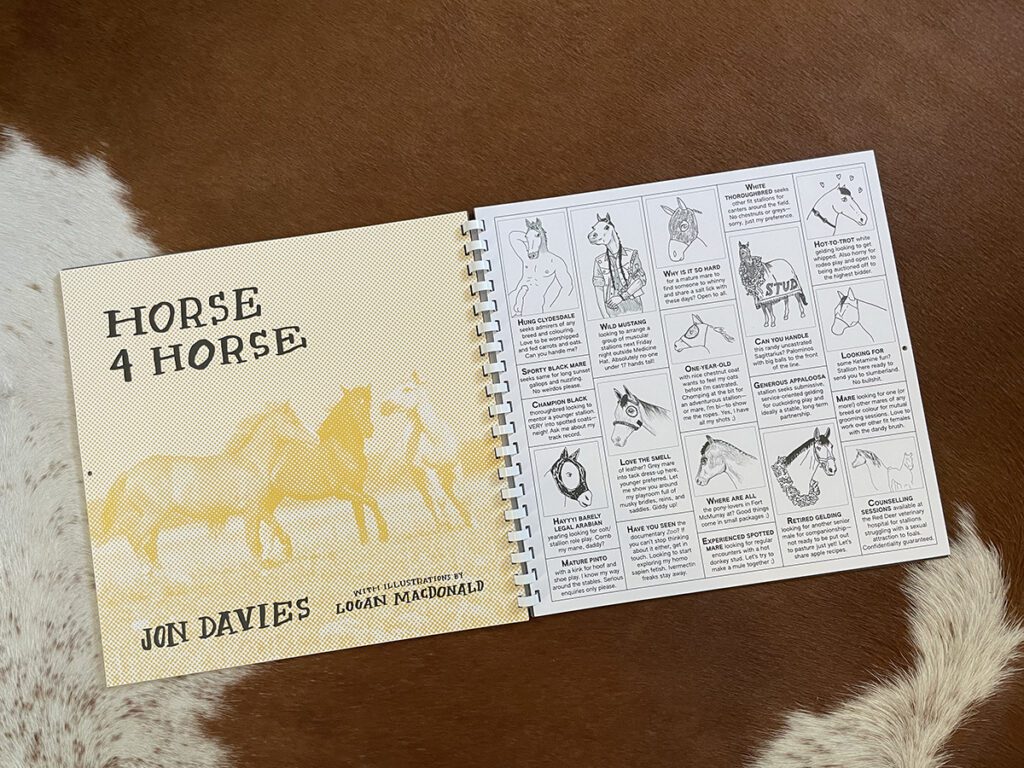 HORSE
4 HORSE
JON DAVIES
WITH ILLUSTRATIONS BY
LOGAN MACDONALD
HUNG CLYDESDALE
seeks admirers of any
breed and colouring.
Love to be worshipped
and fed carrots and oats.
Can you handle me?
SPORTY BLACK MARE
seeks same for long sunset
gallops and nuzzling.
No weirdos please.
CHAMPION BLACK
thoroughbred looking to
mentor a younger stallion.
VERY into spotted coats–
neigh! Ask me about my
track record.
HAYYY! BARELY
LEGAL ARABIAN
yearling looking for colt/
stallion role play. Comb
my mane, daddy?
MATURE PINTO
with a kink for hoof and
shoe play. I know my way
around the stables. Serious
enquiries only please.
WILD MUSTANG
looking to arrange a
group of muscular
stallions next Friday
night outside Medicine
Hat. Absolutely no one
under 17 hands tall!
LOVE THE SMELL
of leather? Grey mare
into tack dress-up here,
younger preferred. Let
me show you around
my playroom full of
musky bridles, reins, and
saddles. Giddy up!
HAVE YOU SEEN the
documentary Zoo? If
you can't stop thinking
about it either, get in
touch. Looking to start
exploring my homo
sapien fetish. Ivermectin
freaks stay away.
WHY IS IT SO HARD
for a mature mare to
find someone to whinny
and share a salt lick with
these days? Open to all.
ONE-YEAR-OLD
with nice chestnut coat
wants to feel my oats
before I'm castrated.
Chomping at the bit for
an adventurous stallion–
or mare, I'm bi–to show
me the ropes. Yes, I have
all my shots ;)
WHERE ARE ALL
the pony lovers in Fort
McMurray at? Good things
come in small packages ;)
EXPERIENCED SPOTTED
MARE looking for regular
encounters with a hot
donkey stud. Let's try to
make a mule together ;)
WHITE
THOROUGHBRED seeks
other fit stallions for
canters around the field.
No chestnuts or greys–
sorry, just my preference.
STUD
CAN YOU HANDLE
this randy uncastrated
Sagittarius? Palominos
with big balls to the front
of the line.
GENEROUS APPALOOSA
stallion seeks submissive,
service-oriented gelding
for cuckolding play and
ideally a stable, long-term
partnership.
RETIRED GELDING
looking for another senior
male for companionship–
not ready to be put out
to pasture just yet! Let's
share apple recipes.
HOT-TO-TROT white
gelding looking to get
whipped. Also horny for
rodeo play and open to
being auctioned off to
the highest bidder.
LOOKING FOR
some Ketamine fun?
Stallion here ready to
send you to slumberland.
No bullshit.
MARE looking for one (or
more) other mares of any
breed or colour for mutual
grooming sessions. Love to
work over other fit females
with the dandy brush.
COUNSELLING
SESSIONS available at
the Red Deer veterinary
hospital for stallions
struggling with a sexual
attraction to foals.
Confidentiality guaranteed.